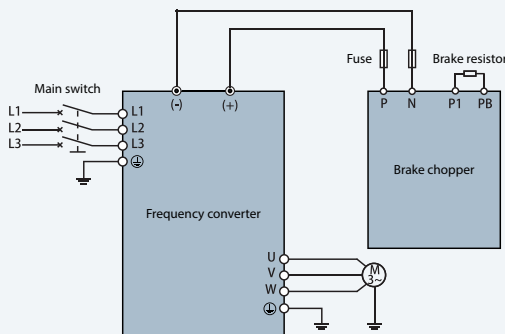 Fuse
Brake resistor
Main switch
(-)
(+)
P
N
P1
PB
L1
L1
L2
L2
L3
L3
Brake chopper
Frequency converter
U
V
W
M
3~